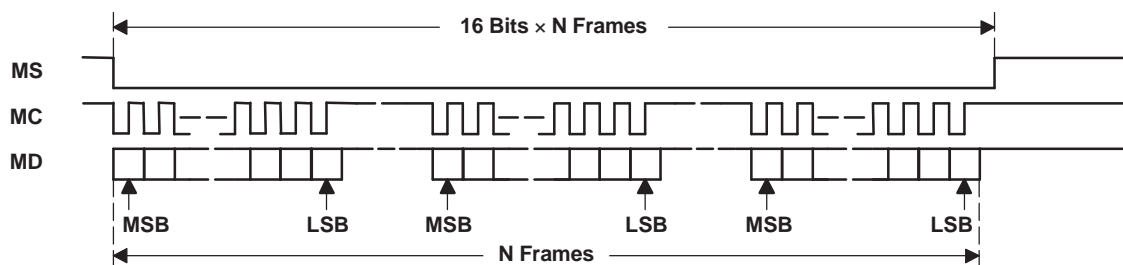 16 Bits × N Frames
MS
MC
MD
MSB LSB MSB LSB MSB LSB
N Frames